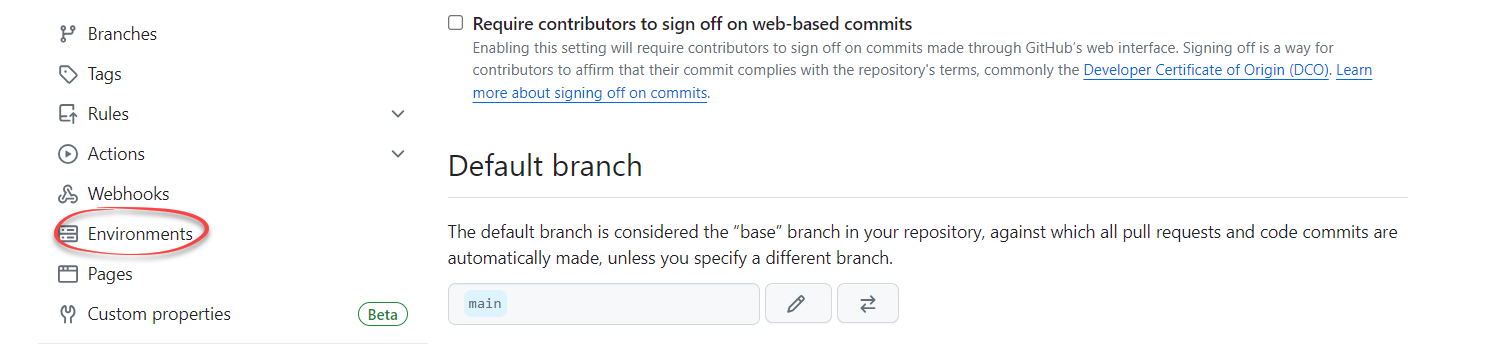 Branches
Tags
Rules
Actions
Webhooks
Environments
Pages
Custom properties Beta
Require contributors to sign off on web-based commits
Enabling this setting will require contributors to sign off on commits made through GitHub’s web interface. Signing off is a way for
contributors to affirm that their commit complies with the repository's terms, commonly the Developer Certificate of Origin (DCO). Learn
more about signing off on commits.
Default branch
The default branch is considered the “base” branch in your repository, against which all pull requests and code commits are
automatically made, unless you specify a different branch.
main